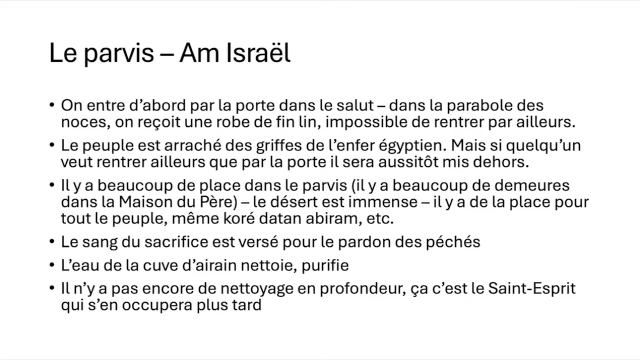 Le parvis – Am Israël
• On entre d’abord par la porte dans le salut – dans la parabole des
noces, on reçoit une robe de fin lin, impossible de rentrer par ailleurs.
• Le peuple est arraché des griffes de l’enfer égyptien. Mais si quelqu’un
veut rentrer ailleurs que par la porte il sera aussitôt mis dehors.
• Il y a beaucoup de place dans le parvis (il y a beaucoup de demeures
dans la Maison du Père) – le désert est immense – il y a de la place pour
tout le peuple, même koré datan abiram, etc.
• Le sang du sacrifice est versé pour le pardon des péchés
• L’eau de la cuve d’airain nettoie, purifie
• Il n’y a pas encore de nettoyage en profondeur, ça c’est le Saint-Esprit
qui s’en occupera plus tard